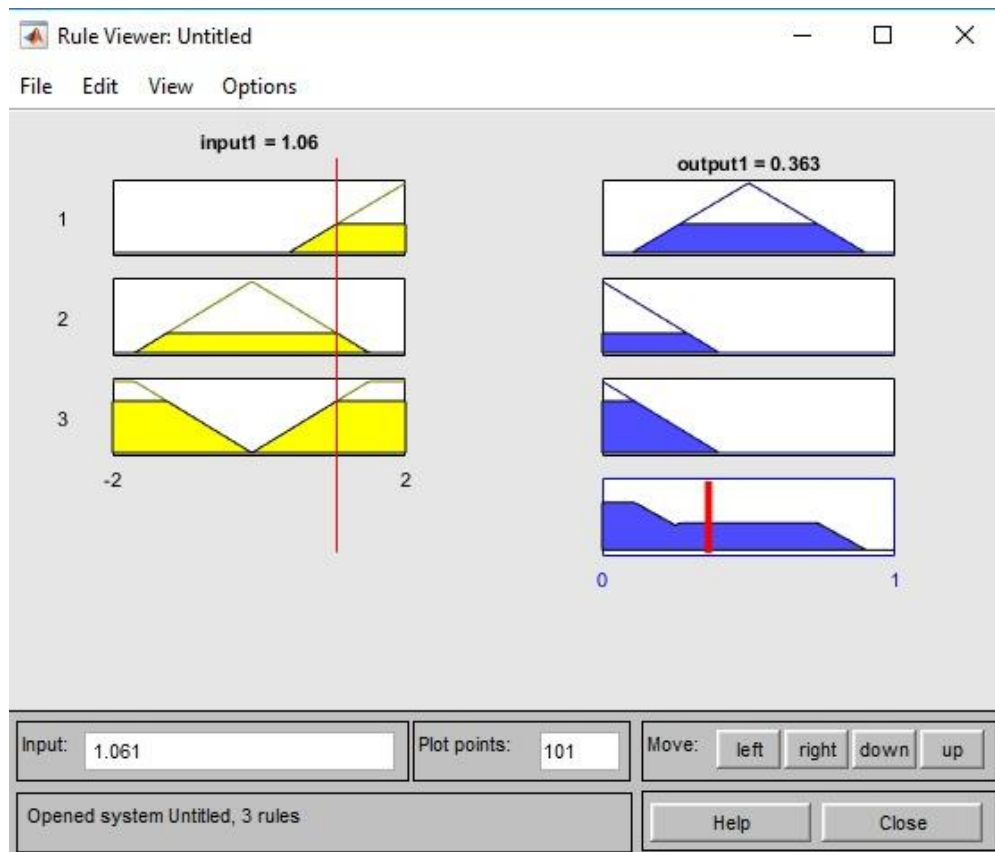 Rule Viewer: Untitled
File Edit View Options
input1 = 1.06
output1 = 0.363
1
2
3
-2 2
0 1
Input: 1.061
Plot points: 101
Move: left right down up
Opened system Untitled, 3 rules
Help Close